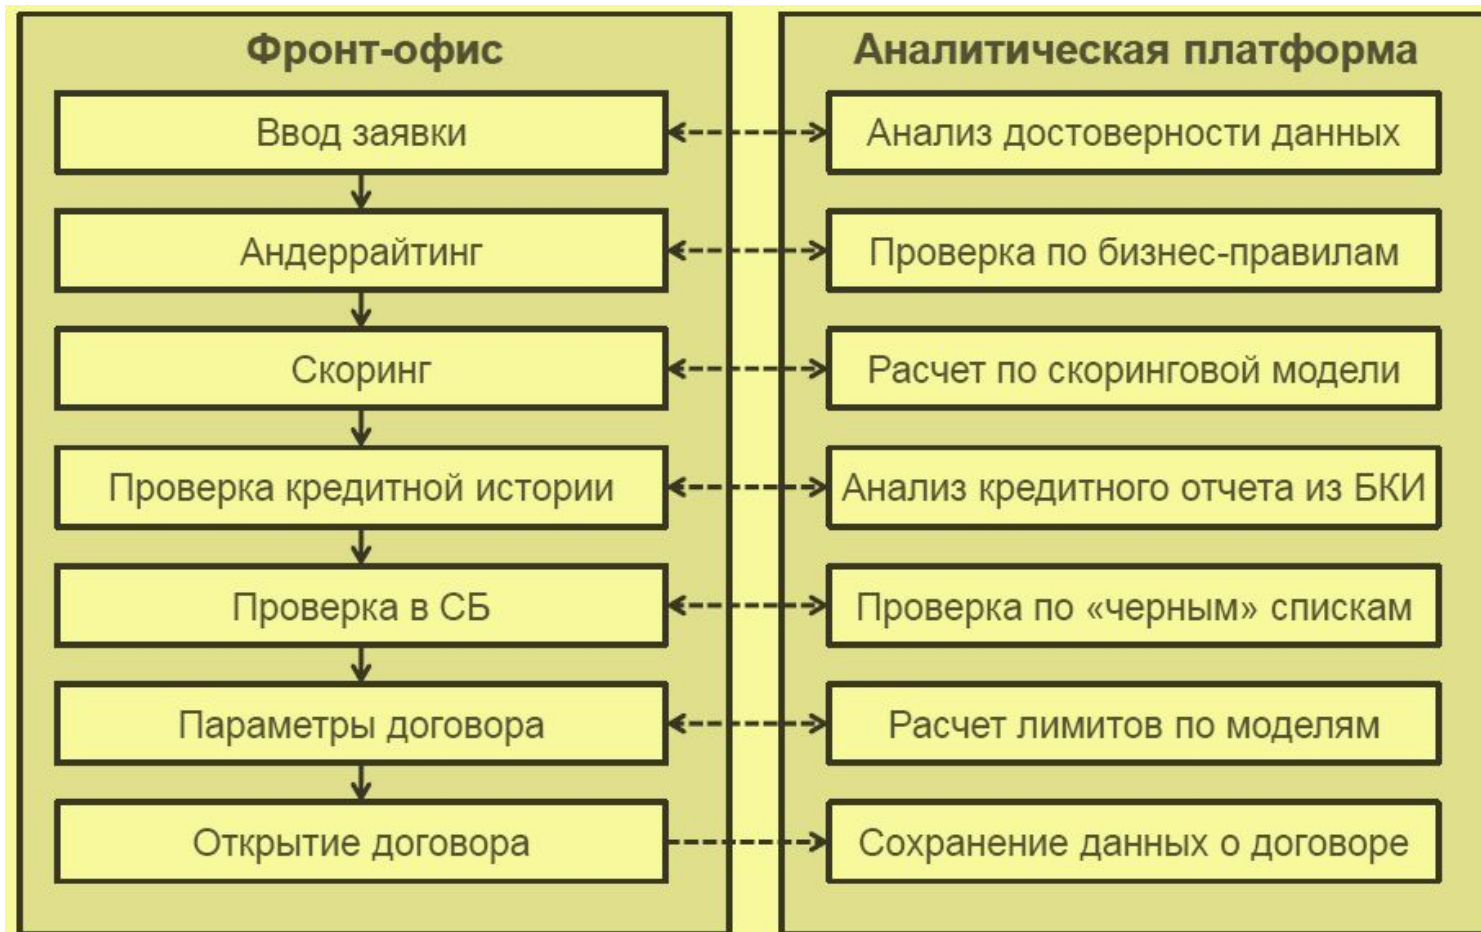 Фронт-офис
Ввод заявки
Андеррайтинг
Скоринг
Проверка кредитной истории
Проверка в СБ
Параметры договора
Открытие договора
Аналитическая платформа
Анализ достоверности данных
Проверка по бизнес-правилам
Расчет по скоринговой модели
Анализ кредитного отчета из БКИ
Проверка по «черным» спискам
Расчет лимитов по моделям
Сохранение данных о договоре